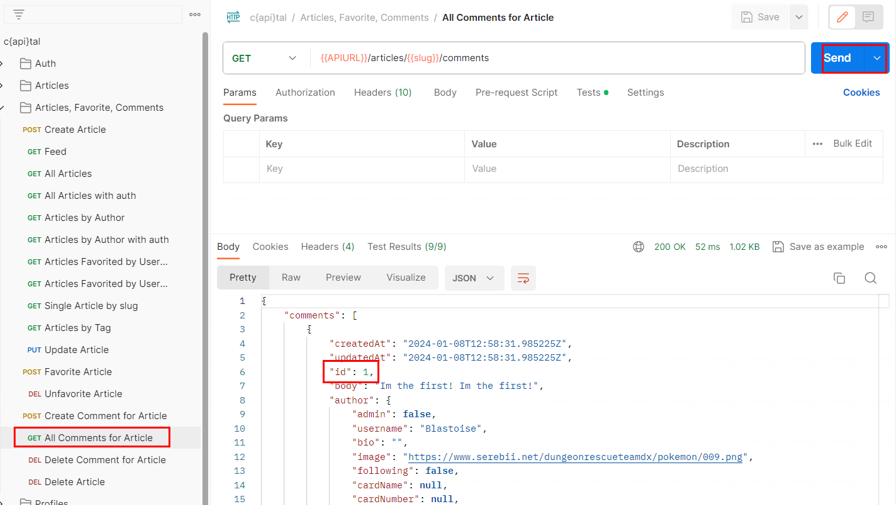 c(api)tal / Articles, Favorite, Comments / All Comments for Article
Save
c(api)tal
Auth
Articles
Articles, Favorite, Comments
POST Create Article
GET Feed
GET All Articles
GET All Articles with auth
GET Articles by Author
GET Articles by Author with auth
GET Articles Favorited by User...
GET Articles Favorited by User...
GET Single Article by slug
GET Articles by Tag
PUT Update Article
POST Favorite Article
DEL Unfavorite Article
POST Create Comment for Article
GET All Comments for Article
DEL Delete Comment for Article
DEL Delete Article
Profiles
HTTP
GET {{APIURL}}/articles/{{slug}}/comments
Send
Params Authorization Headers (10) Body Pre-request Script Tests Settings Cookies
Query Params
Key Value Description Bulk Edit
Key Value Description
Body Cookies Headers (4) Test Results (9/9) 200 OK 52 ms 1.02 KB Save as example
Pretty Raw Preview Visualize JSON
1 {
2 "comments": [
3 {
4 "createdAt": "2024-01-08T12:58:31.985225Z",
5 "updatedAt": "2024-01-08T12:58:31.985225Z",
6 "id": 1,
7 "body": "Im the first! Im the first!",
8 "author": {
9 "admin": false,
10 "username": "Blastoise",
11 "bio": "",
12 "image": "https://www.serebii.net/dungeonrescueteamdx/pokemon/009.png",
13 "following": false,
14 "cardName": null,
15 "cardNumber": null,